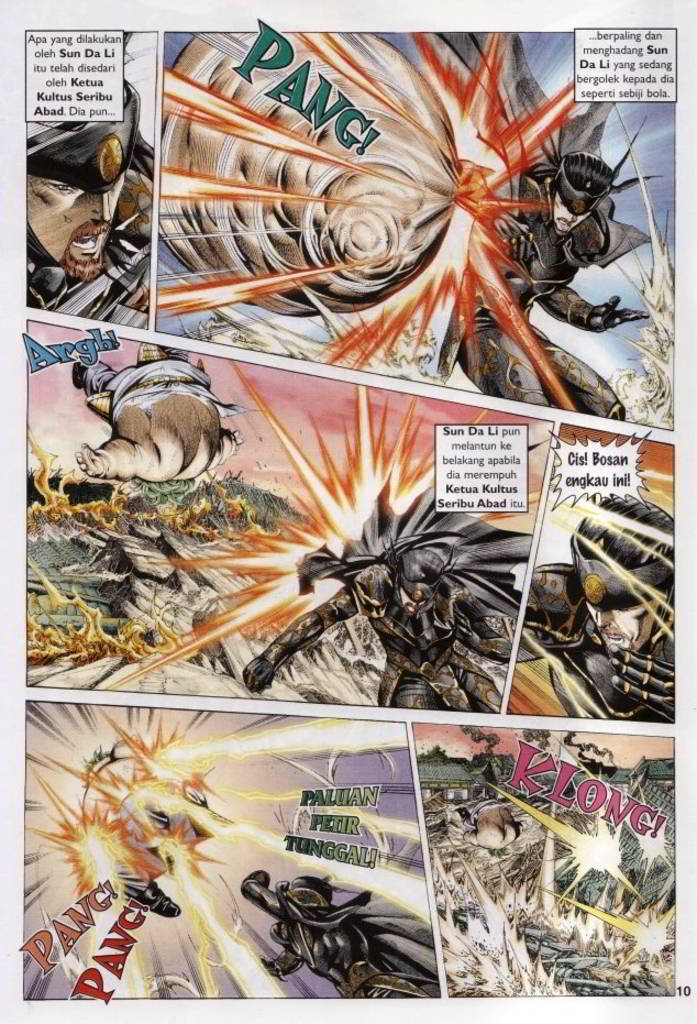 Apa yang dilakukan
oleh Sun Da Li
itu telah disedari
oleh Ketua
Kultus Seribu
Abad. Dia pun...
PANG!
...berpaling dan
menghadang Sun
Da Li yang sedang
bergolek kepada dia
seperti sebiji bola.
Argh!
Sun Da Li pun
melantun ke
belakang apabila
dia merempuh
Ketua Kultus
Seribu Abad itu.
Cis! Bosan
engkau ini!
PANG!
PANG!
PALUAN
PETIR
TUNGGAL!
KLONG!
10